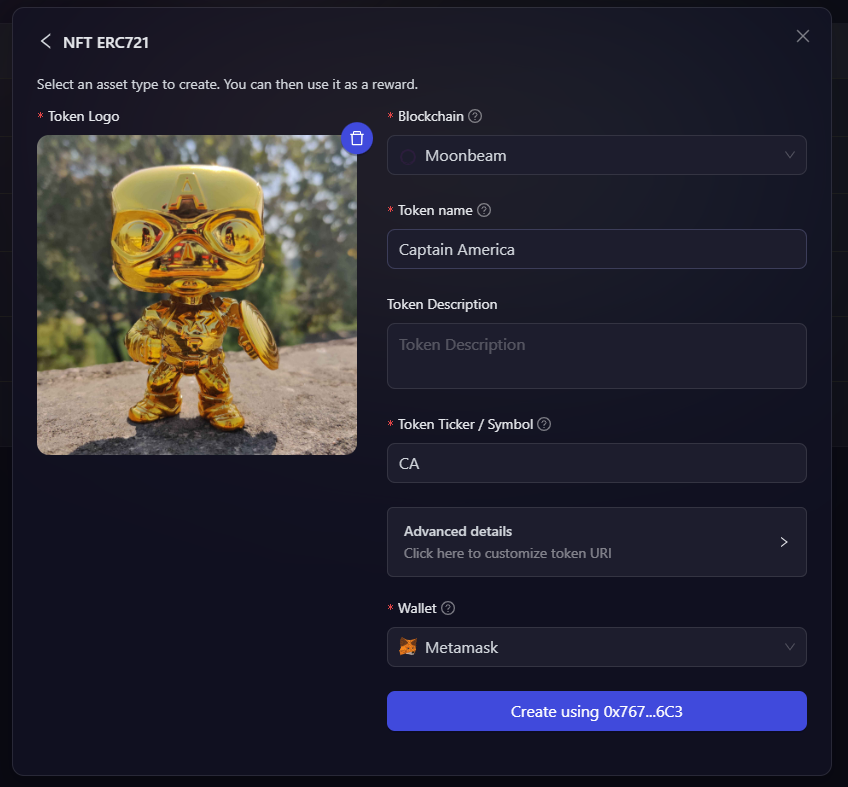 NFT ERC721
Select an asset type to create. You can then use it as a reward.
* Token Logo
* Blockchain ?
Moonbeam
* Token name ?
Captain America
Token Description
Token Description
* Token Ticker / Symbol ?
CA
Advanced details
Click here to customize token URI
* Wallet ?
Metamask
Create using 0x767...6C3